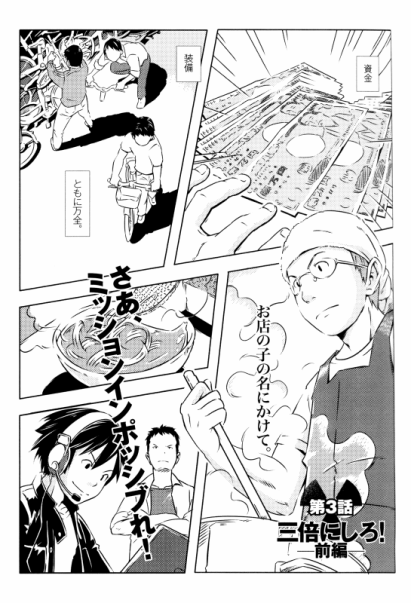 資金
装備
ともに万全。
お店の子の名にかけて。
さあ、
ミッションインポッシブれ!
第3話
三倍にしろ!
—前編—